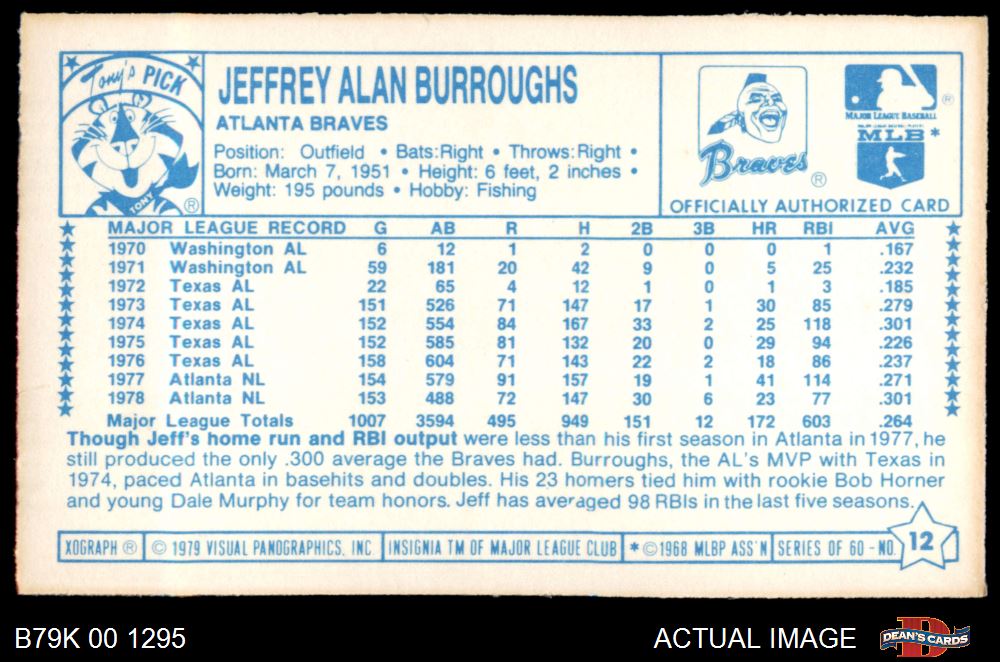 Tony's PICK
TONY
®
JEFFREY ALAN BURROUGHS
ATLANTA BRAVES
Position: Outfield • Bats:Right • Throws:Right •
Born: March 7, 1951 • Height: 6 feet, 2 inches •
Weight: 195 pounds • Hobby: Fishing
Braves ®
®
MAJOR LEAGUE BASEBALL
MLB *
OFFICIALLY AUTHORIZED CARD
MAJOR LEAGUE RECORD G AB R H 2B 3B HR RBI AVG
1970 Washington AL 6 12 1 2 0 0 0 1 .167
1971 Washington AL 59 181 20 42 9 0 5 25 .232
1972 Texas AL 22 65 4 12 1 0 1 3 .185
1973 Texas AL 151 526 71 147 17 1 30 85 .279
1974 Texas AL 152 554 84 167 33 2 25 118 .301
1975 Texas AL 152 585 81 132 20 0 29 94 .226
1976 Texas AL 158 604 71 143 22 2 18 86 .237
1977 Atlanta NL 154 579 91 157 19 1 41 114 .271
1978 Atlanta NL 153 488 72 147 30 6 23 77 .301
Major League Totals 1007 3594 495 949 151 12 172 603 .264
Though Jeff's home run and RBI output were less than his first season in Atlanta in 1977, he
still produced the only .300 average the Braves had. Burroughs, the AL's MVP with Texas in
1974, paced Atlanta in basehits and doubles. His 23 homers tied him with rookie Bob Horner
and young Dale Murphy for team honors. Jeff has averaged 98 RBIs in the last five seasons.
XOGRAPH ® © 1979 VISUAL PANOGRAPHICS, INC. INSIGNIA TM OF MAJOR LEAGUE CLUB * © 1968 MLBP ASS'N SERIES OF 60 - NO. 12
B79K 00 1295 ACTUAL IMAGE DEAN'S CARDS